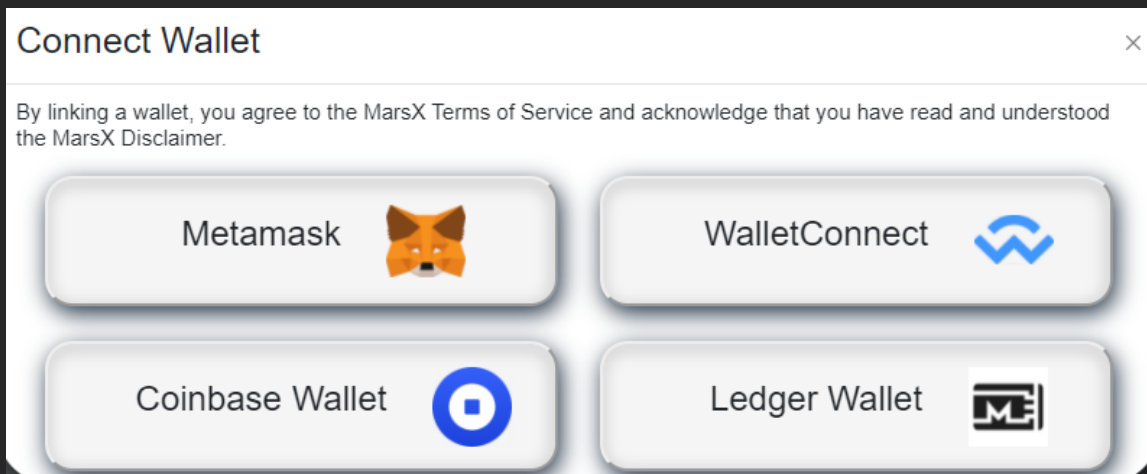 Connect Wallet
By linking a wallet, you agree to the MarsX Terms of Service and acknowledge that you have read and understood
the MarsX Disclaimer.
Metamask
WalletConnect
Coinbase Wallet
Ledger Wallet